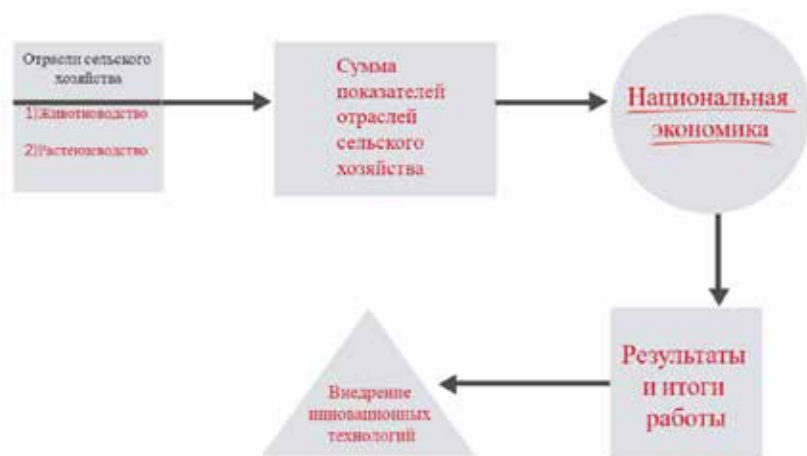 Отрасли сельского
хозяйства
1)Животноводство
2)Растениеводство
Сумма
показателей
отраслей
сельского
хозяйства
Национальная
экономика
Результаты
и итоги
работы
Внедрение
инновационных
технологий